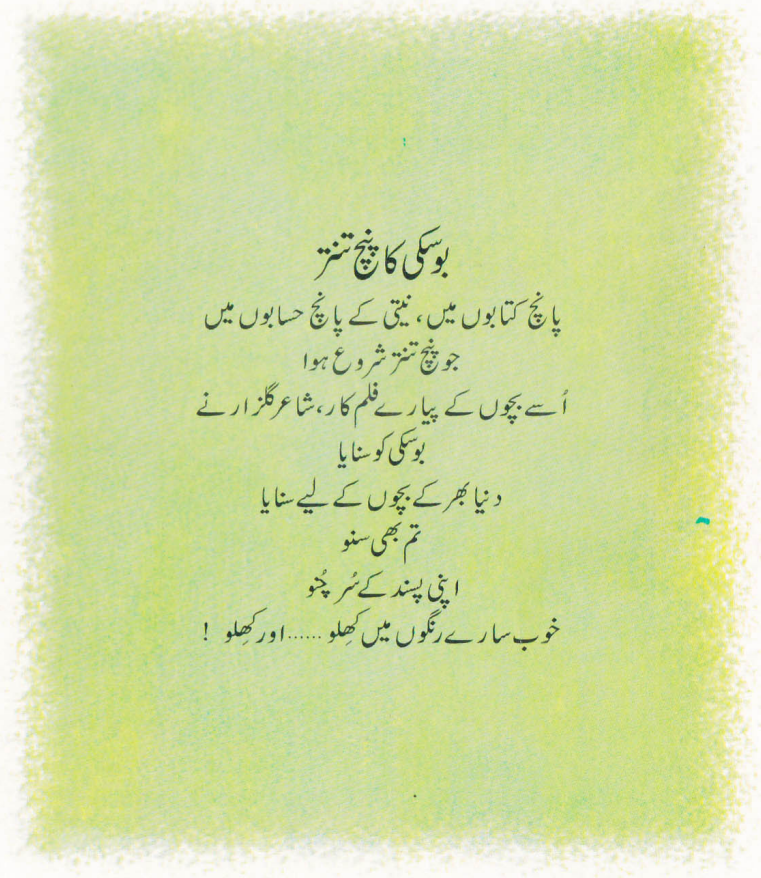 بوسکی کا پنچ تنتر
پانچ کتابوں میں، نیتی کے پانچ حسابوں میں
جو پنچ تنتر شروع ہوا
اُسے بچوں کے پیارے فلم کار، شاعر گلزار نے
بوسکی کو سنایا
دنیا بھر کے بچوں کے لیے سنایا
تم بھی سنو
اپنی پسند کے سُر چُنو
خوب سارے رنگوں میں کھِلو ...... اور کھِلو !